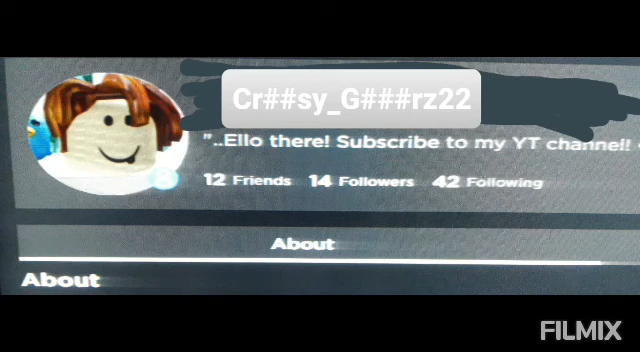 Cr##sy_G###rz22
"..Ello there! Subscribe to my YT channel!
12 Friends 14 Followers 42 Following
About
About
FILMIX